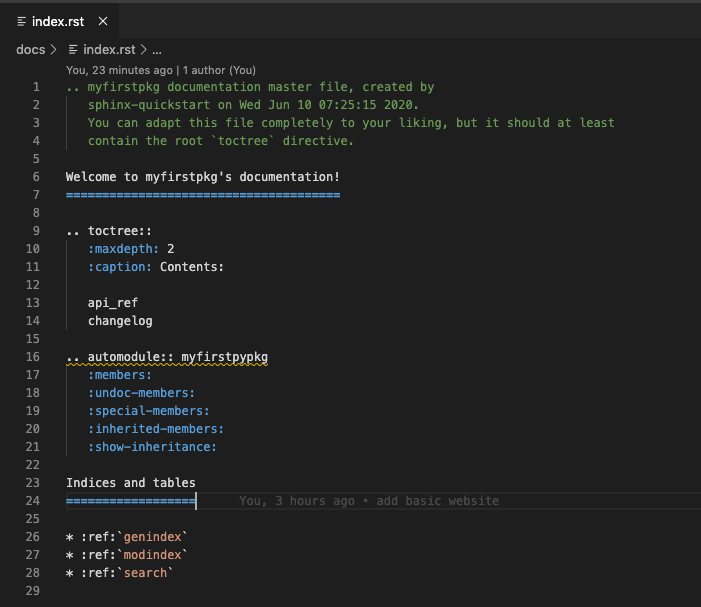 index.rst ×
docs > index.rst > ...
You, 23 minutes ago | 1 author (You)
1 .. myfirstpkg documentation master file, created by
2 sphinx-quickstart on Wed Jun 10 07:25:15 2020.
3 You can adapt this file completely to your liking, but it should at least
4 contain the root `toctree` directive.
5
6 Welcome to myfirstpkg's documentation!
7 ======================================
8
9 .. toctree::
10 :maxdepth: 2
11 :caption: Contents:
12
13 api_ref
14 changelog
15
16 .. automodule:: myfirstpypkg
17 :members:
18 :undoc-members:
19 :special-members:
20 :inherited-members:
21 :show-inheritance:
22
23 Indices and tables
24 ================== You, 3 hours ago • add basic website
25
26 * :ref:`genindex`
27 * :ref:`modindex`
28 * :ref:`search`
29